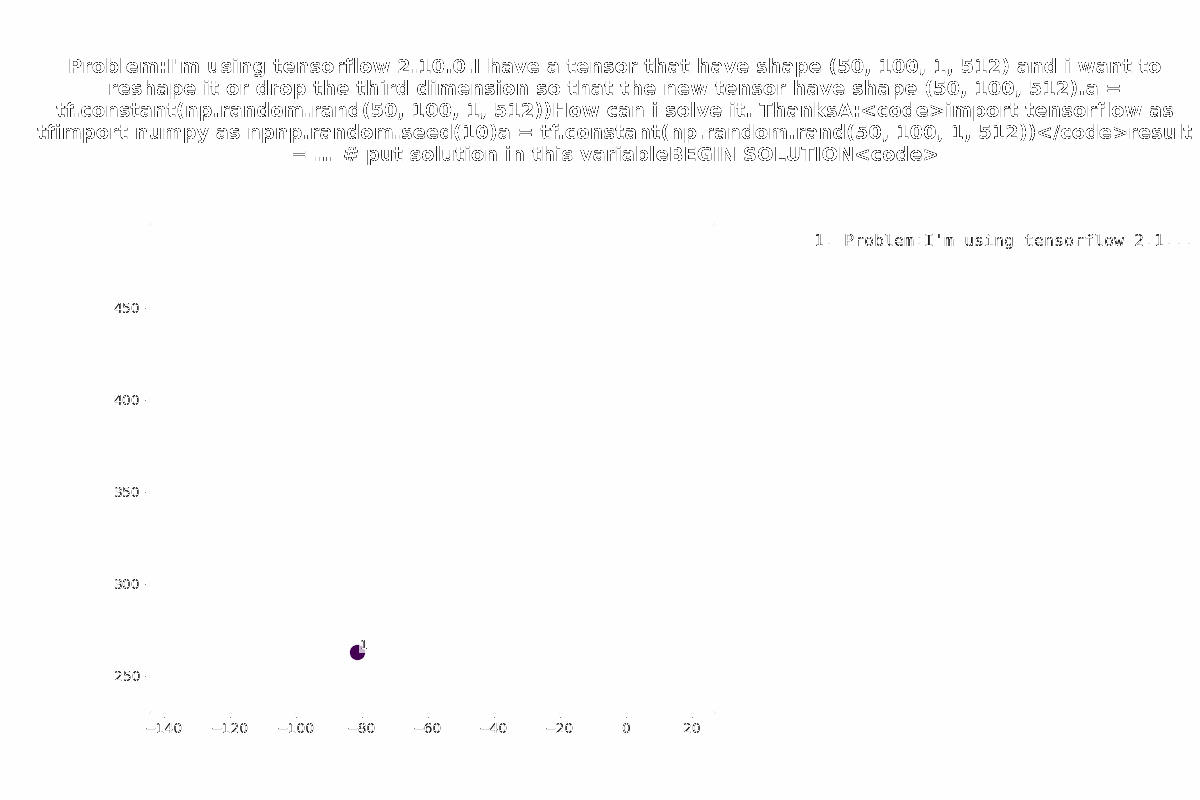 Problem:I'm using tensorflow 2.10.0.I have a tensor that have shape (50, 100, 1, 512) and i want to
reshape it or drop the third dimension so that the new tensor have shape (50, 100, 512).a =
tf.constant(np.random.rand(50, 100, 1, 512))How can i solve it. ThanksA:<code>import tensorflow as
tfimport numpy as npnp.random.seed(10)a = tf.constant(np.random.rand(50, 100, 1, 512))</code>result
= ... # put solution in this variableBEGIN SOLUTION<code>
1. Problem:I'm using tensorflow 2.1...
450
400
350
300
250
1
−140 −120 −100 −80 −60 −40 −20 0 20